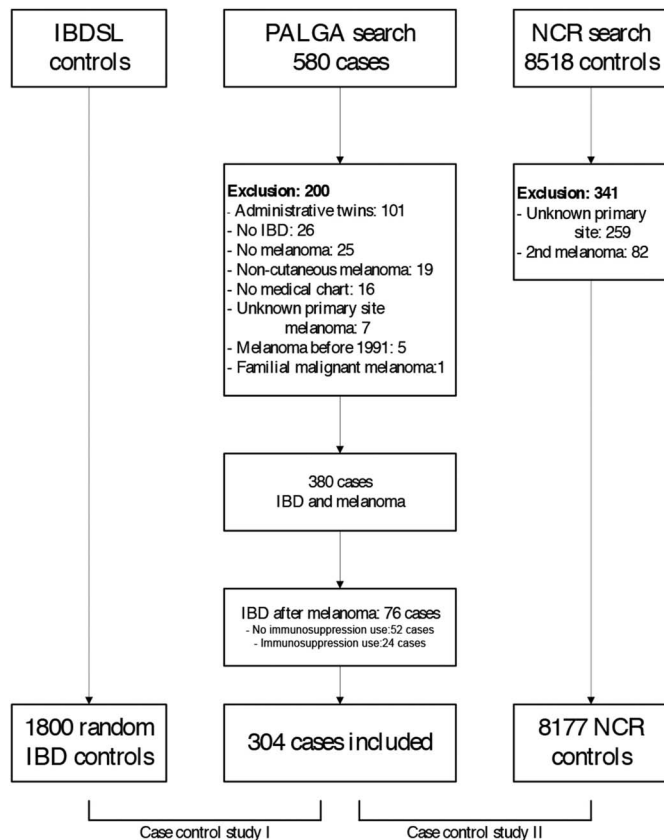 IBDSL
controls
PALGA search
580 cases
NCR search
8518 controls
Exclusion: 200
- Administrative twins: 101
- No IBD: 26
- No melanoma: 25
- Non-cutaneous melanoma: 19
- No medical chart: 16
- Unknown primary site
melanoma: 7
- Melanoma before 1991: 5
- Familial malignant melanoma:1
Exclusion: 341
- Unknown primary
site: 259
- 2nd melanoma: 82
380 cases
IBD and melanoma
IBD after melanoma: 76 cases
- No immunosuppression use:52 cases
- Immunosuppression use:24 cases
1800 random
IBD controls
304 cases included
8177 NCR
controls
Case control study I
Case control study II